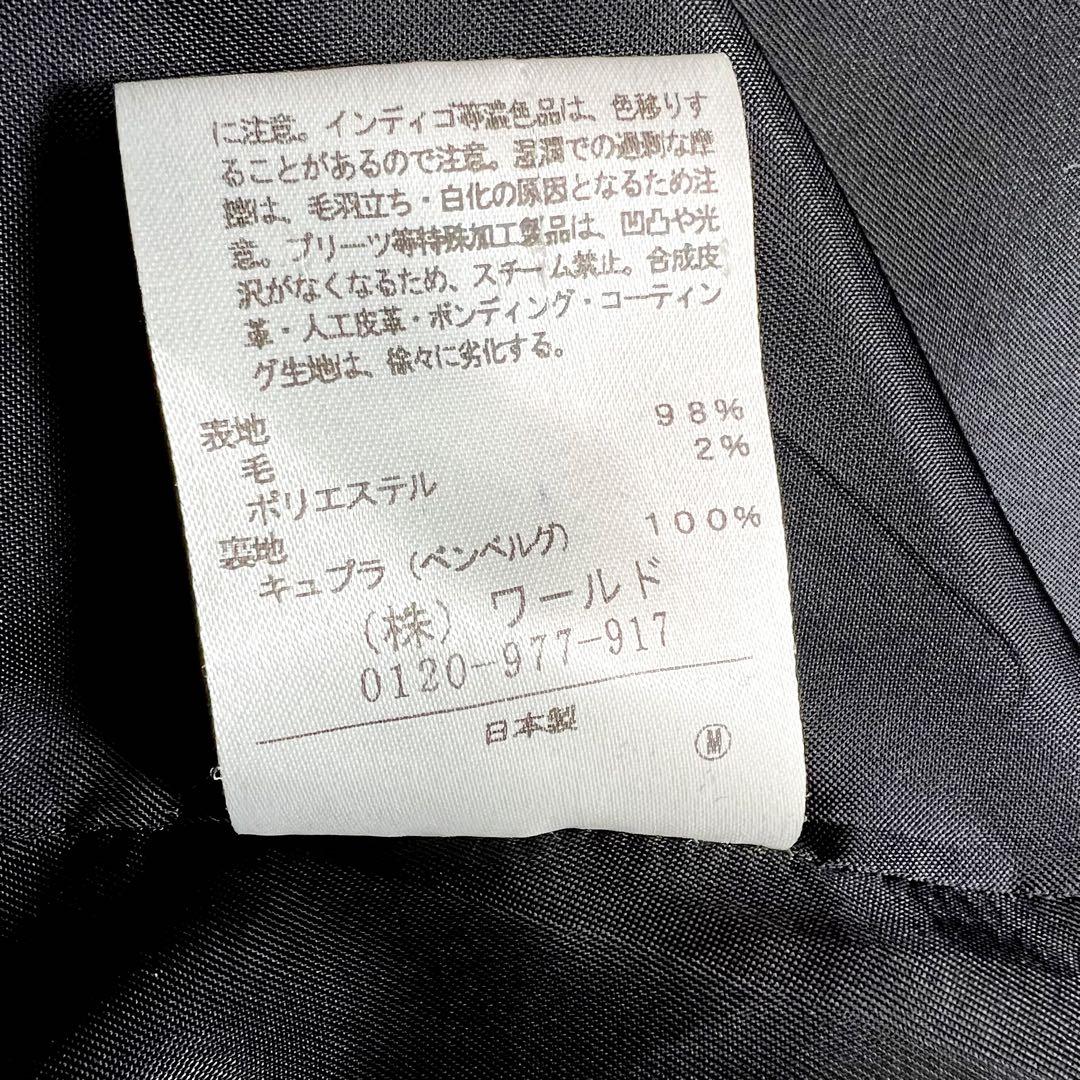 に注意。インディゴ等濃色品は、色移りす
ることがあるので注意。湿潤での過剰な摩
擦は、毛羽立ち・白化の原因となるため注
意。プリーツ等特殊加工製品は、凹凸や光
沢がなくなるため、スチーム禁止。合成皮
革・人工皮革・ボンディング・コーティン
グ生地は、徐々に劣化する。
表地
毛 98%
ポリエステル 2%
裏地
キュプラ(ベンベルグ) 100%
(株)ワールド
0120-977-917
日本製
M